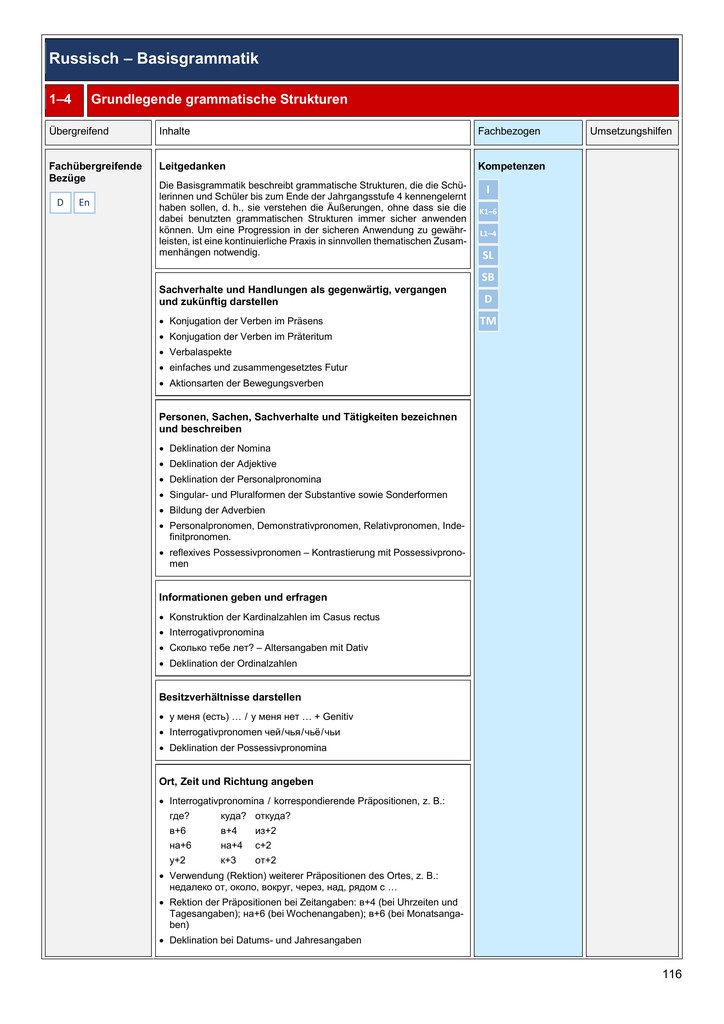 Russisch – Basisgrammatik
1–4 Grundlegende grammatische Strukturen
Übergreifend Inhalte Fachbezogen Umsetzungshilfen
Fachübergreifende
Bezüge
D En
Leitgedanken
Die Basisgrammatik beschreibt grammatische Strukturen, die die Schü-
lerinnen und Schüler bis zum Ende der Jahrgangsstufe 4 kennengelernt
haben sollen, d. h., sie verstehen die Äußerungen, ohne dass sie die
dabei benutzten grammatischen Strukturen immer sicher anwenden
können. Um eine Progression in der sicheren Anwendung zu gewähr-
leisten, ist eine kontinuierliche Praxis in sinnvollen thematischen Zusam-
menhängen notwendig.
Sachverhalte und Handlungen als gegenwärtig, vergangen
und zukünftig darstellen
• Konjugation der Verben im Präsens
• Konjugation der Verben im Präteritum
• Verbalaspekte
• einfaches und zusammengesetztes Futur
• Aktionsarten der Bewegungsverben
Personen, Sachen, Sachverhalte und Tätigkeiten bezeichnen
und beschreiben
• Deklination der Nomina
• Deklination der Adjektive
• Deklination der Personalpronomina
• Singular- und Pluralformen der Substantive sowie Sonderformen
• Bildung der Adverbien
• Personalpronomen, Demonstrativpronomen, Relativpronomen, Inde-
finitpronomen.
• reflexives Possessivpronomen – Kontrastierung mit Possessivprono-
men
Informationen geben und erfragen
• Konstruktion der Kardinalzahlen im Casus rectus
• Interrogativpronomina
• Сколько тебе лет? – Altersangaben mit Dativ
• Deklination der Ordinalzahlen
Besitzverhältnisse darstellen
• у меня (есть) … / у меня нет … + Genitiv
• Interrogativpronomen чей/чья/чьё/чьи
• Deklination der Possessivpronomina
Ort, Zeit und Richtung angeben
• Interrogativpronomina / korrespondierende Präpositionen, z. B.:
где? куда? откуда?
в+6 в+4 из+2
на+6 на+4 с+2
у+2 к+3 от+2
• Verwendung (Rektion) weiterer Präpositionen des Ortes, z. B.:
недалеко от, около, вокруг, через, над, рядом с …
• Rektion der Präpositionen bei Zeitangaben: в+4 (bei Uhrzeiten und
Tagesangaben); на+6 (bei Wochenangaben); в+6 (bei Monatsanga-
ben)
• Deklination bei Datums- und Jahresangaben
Kompetenzen
I
K1–6
L1–4
SL
SB
D
TM
116